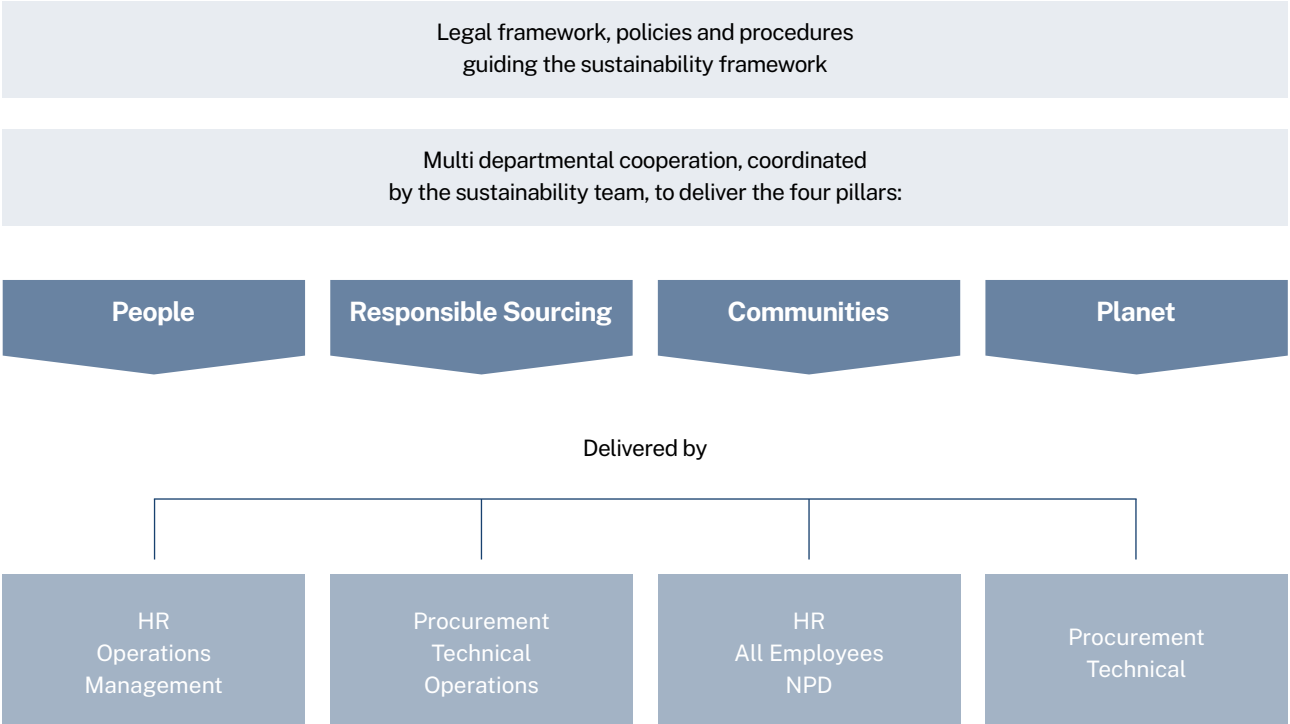 Legal framework, policies and procedures
guiding the sustainability framework
Multi departmental cooperation, coordinated
by the sustainability team, to deliver the four pillars:
People
Responsible Sourcing
Communities
Planet
Delivered by
HR
Operations
Management
Procurement
Technical
Operations
HR
All Employees
NPD
Procurement
Technical